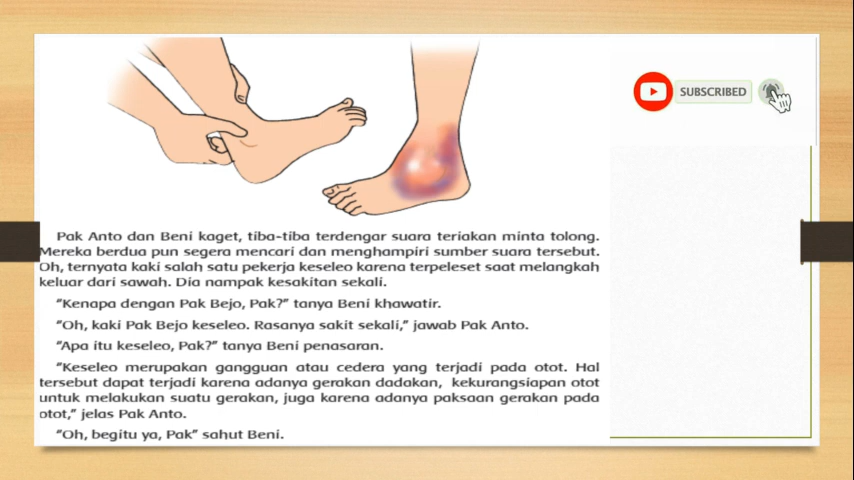 SUBSCRIBED
Pak Anto dan Beni kaget, tiba-tiba terdengar suara teriakan minta tolong.
Mereka berdua pun segera mencari dan menghampiri sumber suara tersebut.
Oh, ternyata kaki salah satu pekerja keseleo karena terpeleset saat melangkah
keluar dari sawah. Dia nampak kesakitan sekali.
“Kenapa dengan Pak Bejo, Pak?” tanya Beni khawatir.
“Oh, kaki Pak Bejo keseleo. Rasanya sakit sekali,” jawab Pak Anto.
“Apa itu keseleo, Pak?” tanya Beni penasaran.
“Keseleo merupakan gangguan atau cedera yang terjadi pada otot. Hal
tersebut dapat terjadi karena adanya gerakan dadakan, kekurangsiapan otot
untuk melakukan suatu gerakan, juga karena adanya paksaan gerakan pada
otot,” jelas Pak Anto.
“Oh, begitu ya, Pak” sahut Beni.